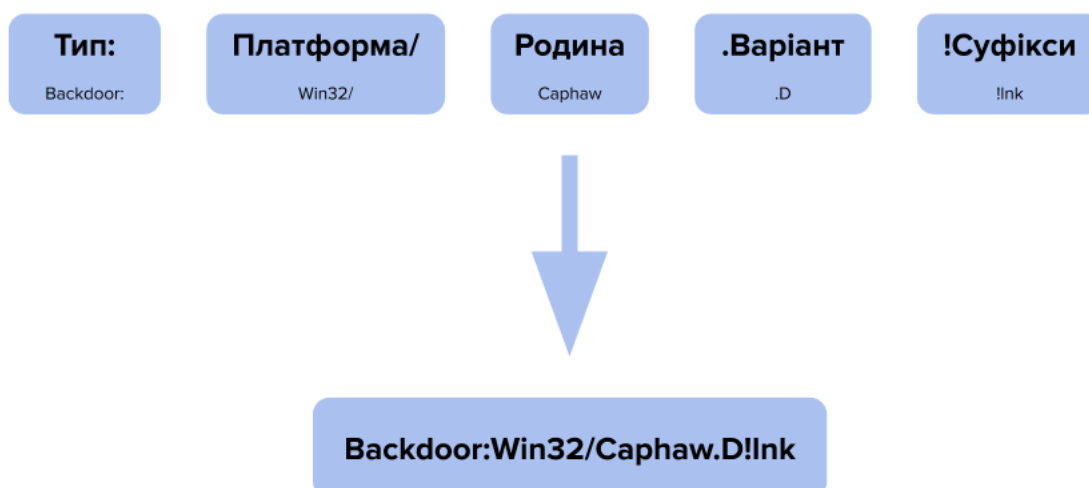 Тип:
Backdoor:
Платформа/
Win32/
Родина
Caphaw
.Варіант
.D
!Суфікси
!lnk
Backdoor:Win32/Caphaw.D!lnk